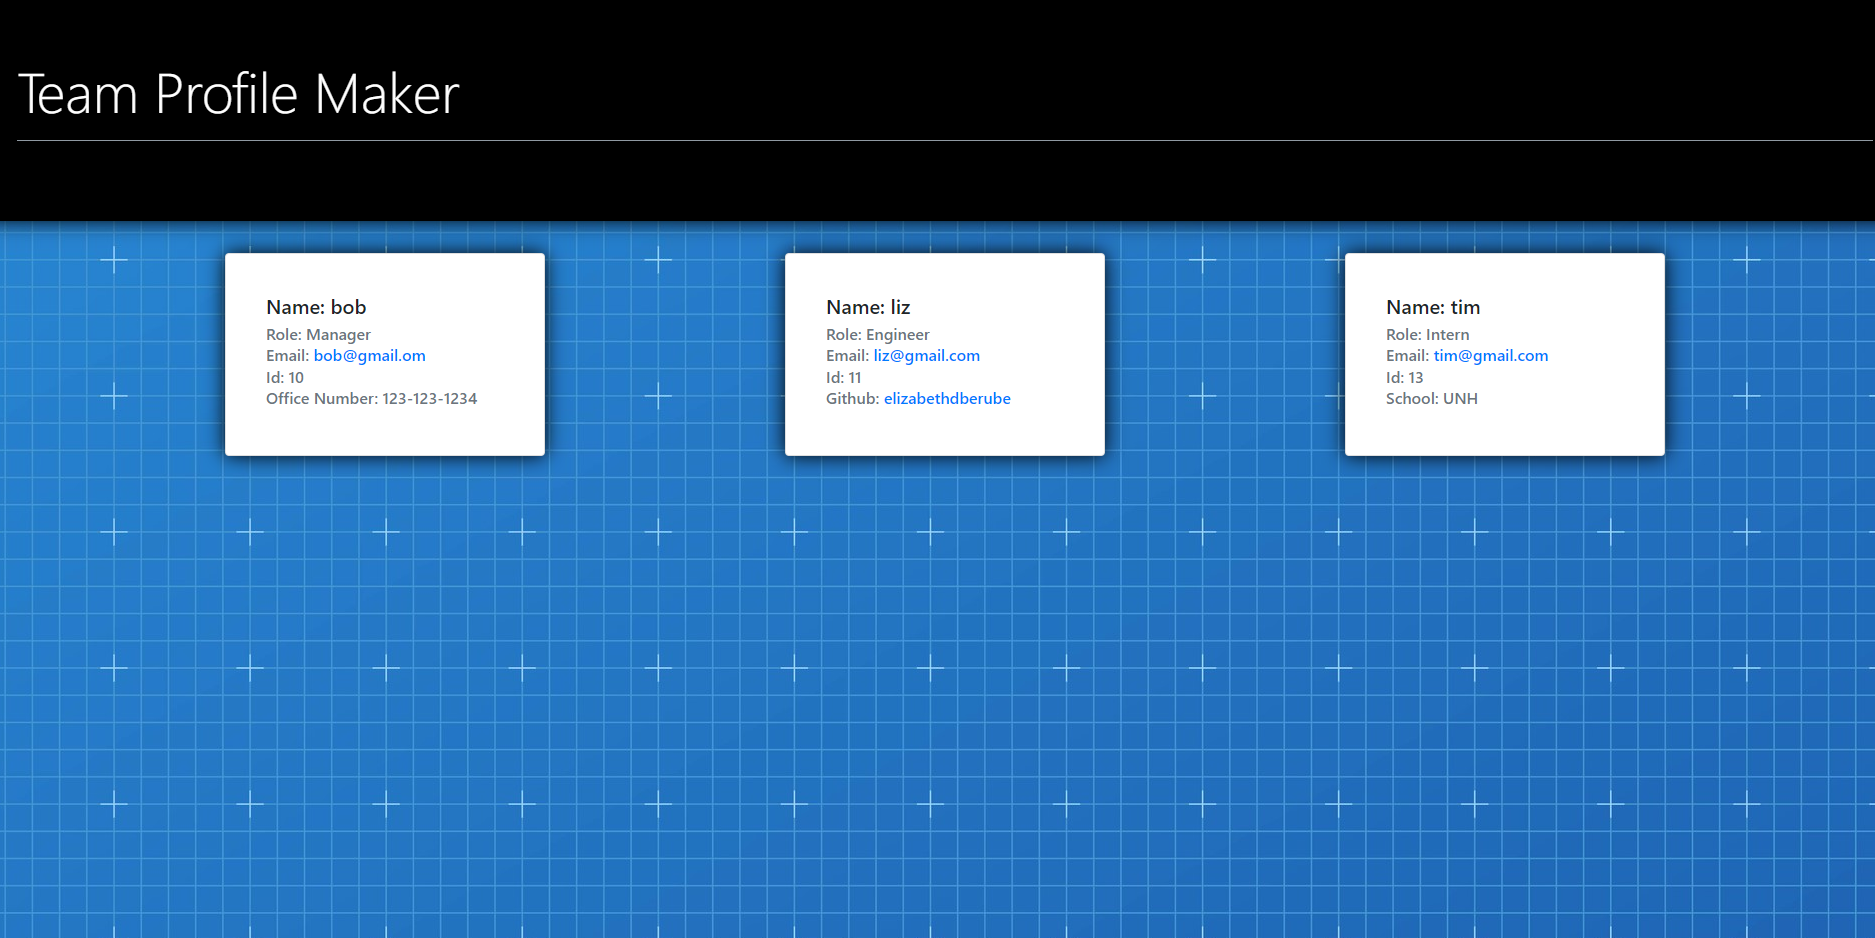 Team Profile Maker
Name: bob
Role: Manager
Email: bob@gmail.om
Id: 10
Office Number: 123-123-1234
Name: liz
Role: Engineer
Email: liz@gmail.com
Id: 11
Github: elizabethdberube
Name: tim
Role: Intern
Email: tim@gmail.com
Id: 13
School: UNH